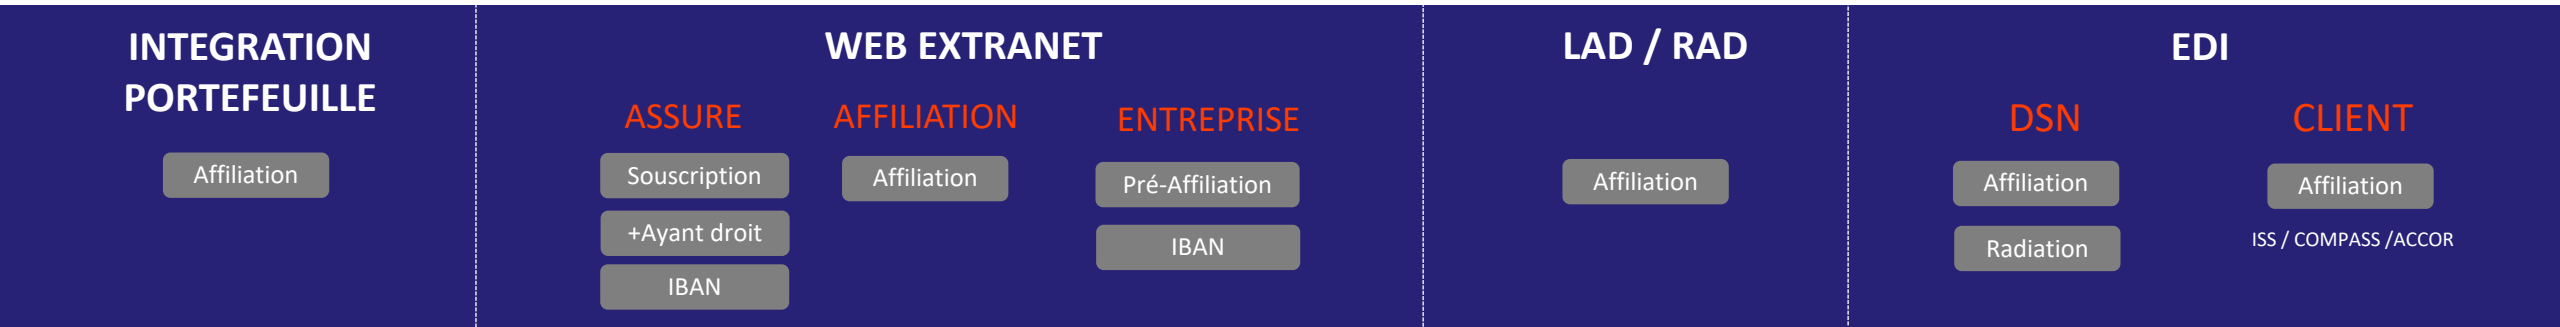 INTEGRATION
PORTEFEUILLE
Affiliation
WEB EXTRANET
ASSURE
Souscription
+Ayant droit
IBAN
AFFILIATION
Affiliation
ENTREPRISE
Pré-Affiliation
IBAN
LAD / RAD
Affiliation
EDI
DSN
Affiliation
Radiation
CLIENT
Affiliation
ISS / COMPASS /ACCOR